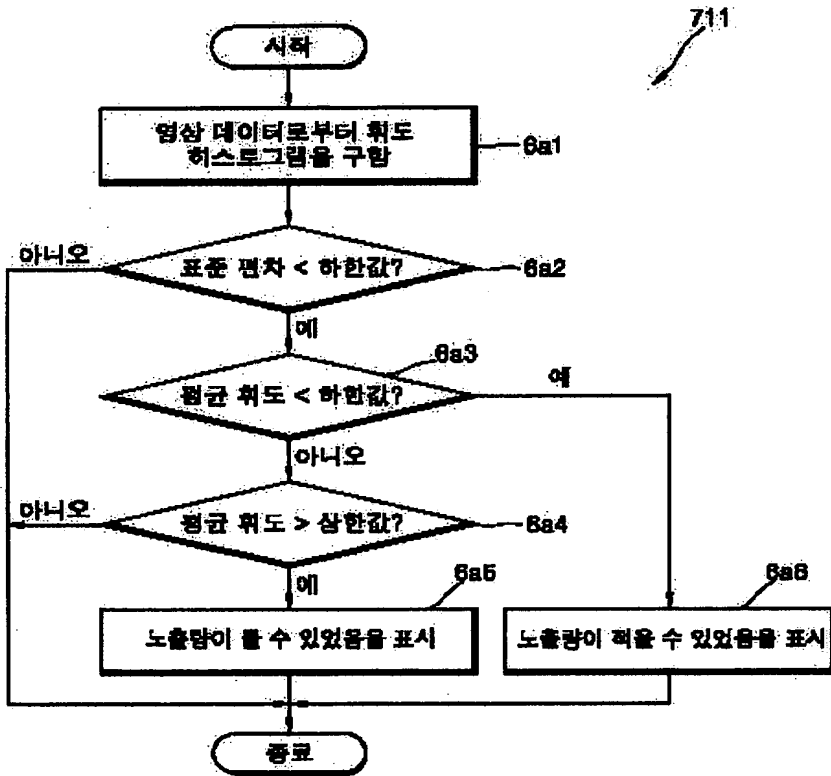 711
시작
영상 데이터로부터 휘도
히스토그램을 구함
6a1
아니오
표준 편차 < 하한값?
6a2
예
6a3
평균 휘도 < 하한값?
예
아니오
아니오
평균 휘도 > 상한값?
6a4
예
6a5
6a6
노출량이 클 수 있었음을 표시
노출량이 적을 수 있었음을 표시
종료